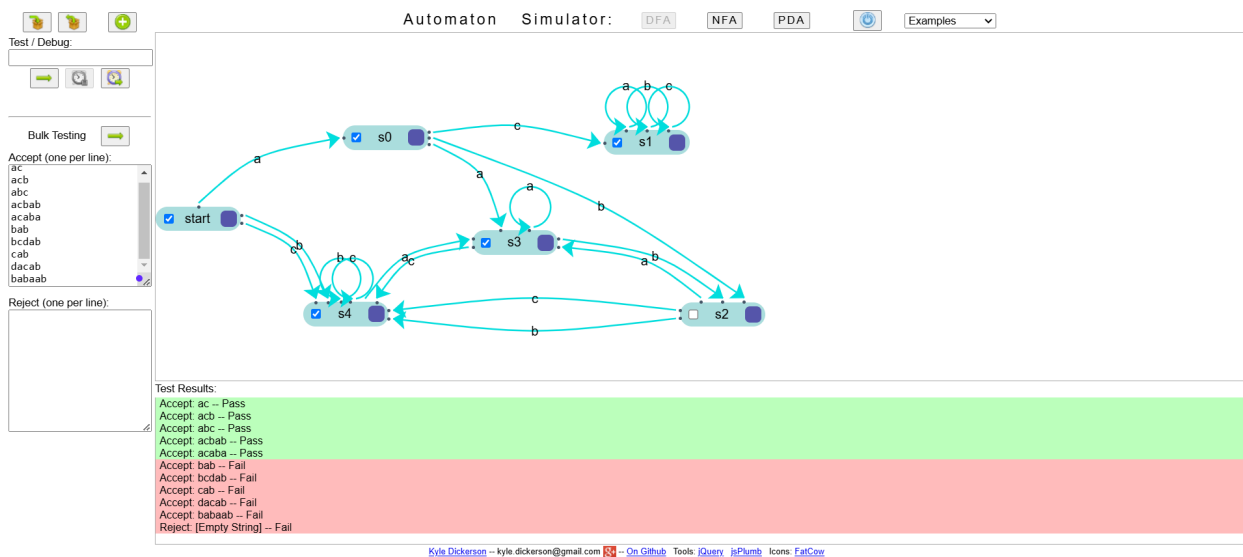 Automaton Simulator: DFA NFA PDA Examples
Test / Debug:
Bulk Testing
Accept (one per line):
ac
acb
abc
acbab
acaba
bab
bcdab
cab
dacab
babaab
Reject (one per line):
a b c
s0 c s1
a
a a
b
start s3
b
c a c a b
b c
s4 c s2
b
Test Results:
Accept: ac -- Pass
Accept: acb -- Pass
Accept: abc -- Pass
Accept: acbab -- Pass
Accept: acaba -- Pass
Accept: bab -- Fail
Accept: bcdab -- Fail
Accept: cab -- Fail
Accept: dacab -- Fail
Accept: babaab -- Fail
Reject: [Empty String] -- Fail
Kyle Dickerson -- kyle.dickerson@gmail.com g+ -- On Github Tools: jQuery jsPlumb Icons: FatCow